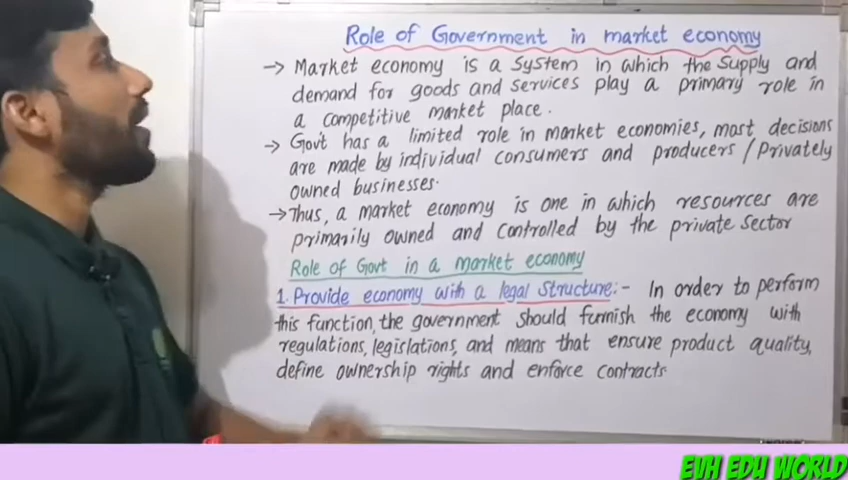 Role of Government in market economy
→ Market economy is a system in which the supply and
demand for goods and services play a primary role in
a competitive market place.
→ Gov't has a limited role in market economies, most decisions
are made by individual consumers and producers / Privately
owned businesses.
→ Thus, a market economy is one in which resources are
primarily owned and controlled by the private sector
Role of Govt in a market economy
1. Provide economy with a legal structure:- In order to perform
this function, the government should furnish the economy with
regulations, legislations, and means that ensure product quality,
define ownership rights and enforce contracts.
EVH EDU WORLD